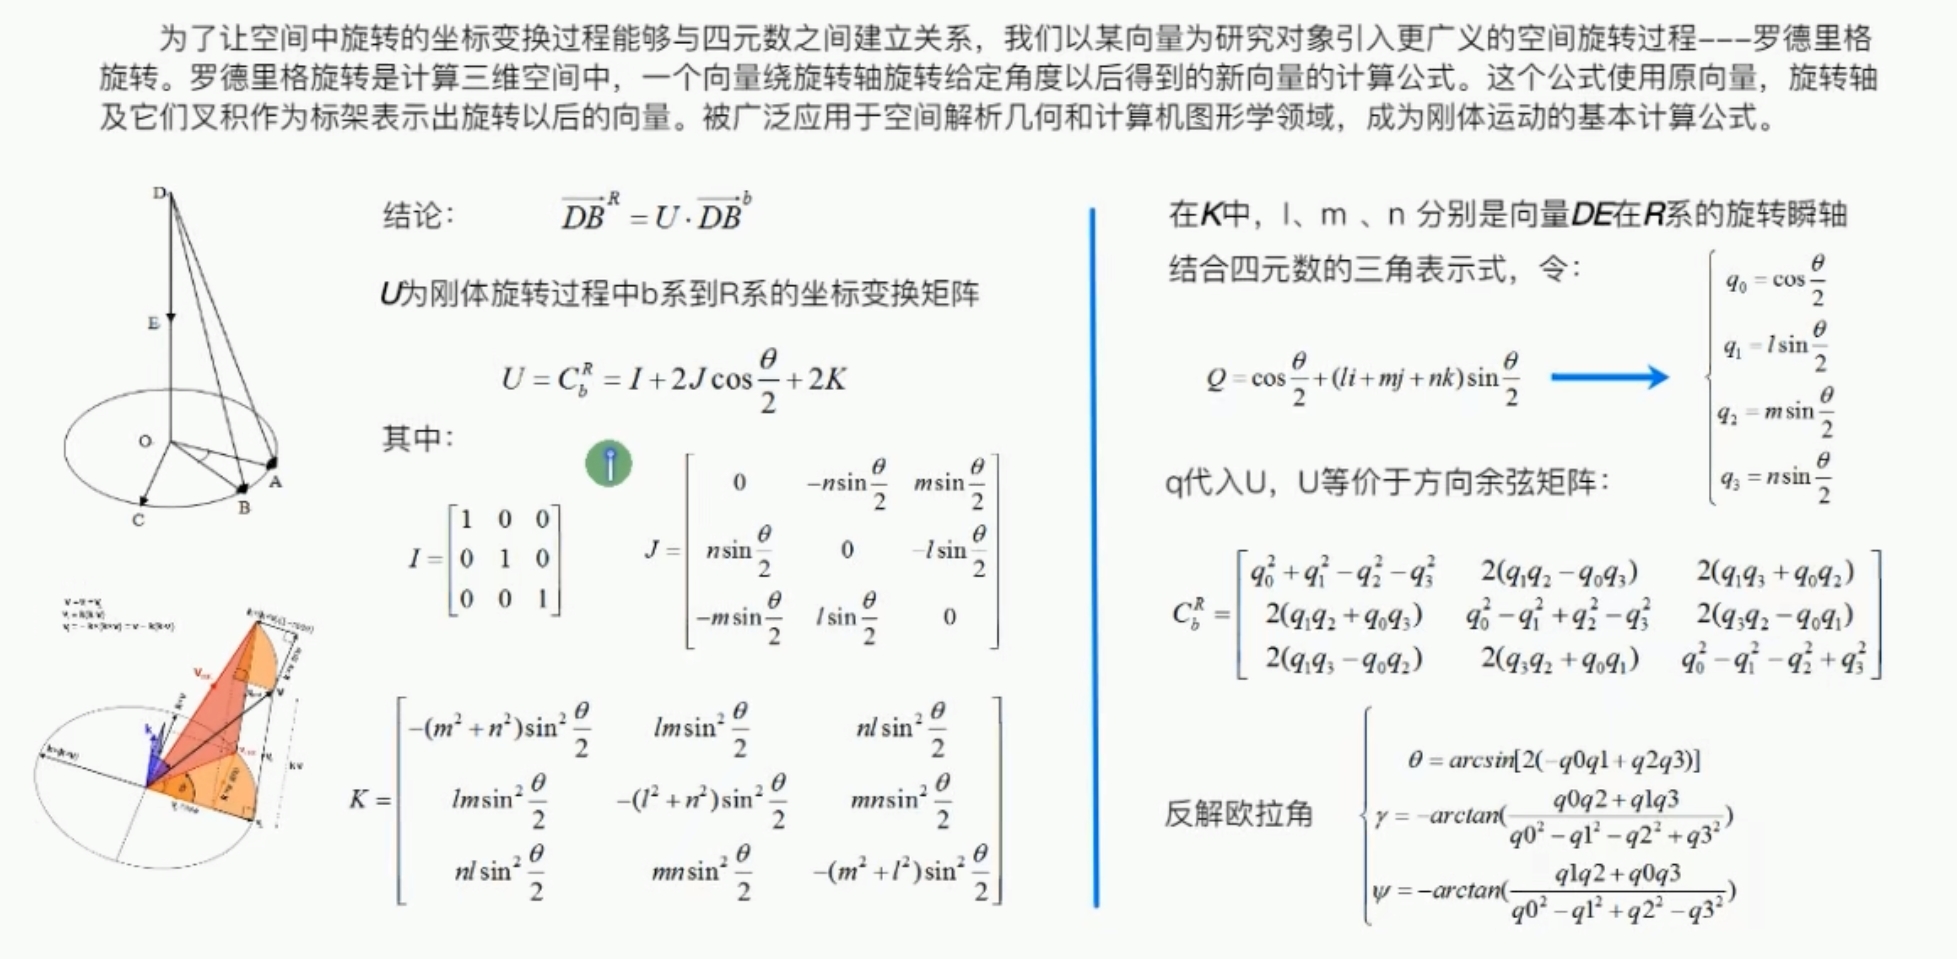 为了让空间中旋转的坐标变换过程能够与四元数之间建立关系，我们以某向量为研究对象引入更广义的空间旋转过程---罗德里格
旋转。罗德里格旋转是计算三维空间中，一个向量绕旋转轴旋转给定角度以后得到的新向量的计算公式。这个公式使用原向量，旋转轴
及它们叉积作为标架表示出旋转以后的向量。被广泛应用于空间解析几何和计算机图形学领域，成为刚体运动的基本计算公式。
D
E
O
A
B
C
k
θ
结论： $\overrightarrow{DB}^{R} = U \cdot \overrightarrow{DB}^{b}$
U为刚体旋转过程中b系到R系的坐标变换矩阵
$U = C_b^R = I + 2J\cos\frac{\theta}{2} + 2K$
其中：
$I = \begin{bmatrix} 1 & 0 & 0 \\ 0 & 1 & 0 \\ 0 & 0 & 1 \end{bmatrix}$
$J = \begin{bmatrix} 0 & -n\sin\frac{\theta}{2} & m\sin\frac{\theta}{2} \\ n\sin\frac{\theta}{2} & 0 & -l\sin\frac{\theta}{2} \\ -m\sin\frac{\theta}{2} & l\sin\frac{\theta}{2} & 0 \end{bmatrix}$
$K = \begin{bmatrix} -(m^2+n^2)\sin^2\frac{\theta}{2} & lm\sin^2\frac{\theta}{2} & nl\sin^2\frac{\theta}{2} \\ lm\sin^2\frac{\theta}{2} & -(l^2+n^2)\sin^2\frac{\theta}{2} & mn\sin^2\frac{\theta}{2} \\ nl\sin^2\frac{\theta}{2} & mn\sin^2\frac{\theta}{2} & -(m^2+l^2)\sin^2\frac{\theta}{2} \end{bmatrix}$
在K中，l、m 、n 分别是向量DE在R系的旋转瞬轴
结合四元数的三角表示式，令：
$Q = \cos\frac{\theta}{2} + (li+mj+nk)\sin\frac{\theta}{2}$
$\begin{cases} q_0 = \cos\frac{\theta}{2} \\ q_1 = l\sin\frac{\theta}{2} \\ q_2 = m\sin\frac{\theta}{2} \\ q_3 = n\sin\frac{\theta}{2} \end{cases}$
q代入U，U等价于方向余弦矩阵：
$C_b^R = \begin{bmatrix} q_0^2+q_1^2-q_2^2-q_3^2 & 2(q_1q_2-q_0q_3) & 2(q_1q_3+q_0q_2) \\ 2(q_1q_2+q_0q_3) & q_0^2-q_1^2+q_2^2-q_3^2 & 2(q_3q_2-q_0q_1) \\ 2(q_1q_3-q_0q_2) & 2(q_3q_2+q_0q_1) & q_0^2-q_1^2-q_2^2+q_3^2 \end{bmatrix}$
反解欧拉角
$\begin{cases} \theta = arcsin[2(-q0q1+q2q3)] \\ \gamma = -arctan(\frac{q0q2+q1q3}{q0^2-q1^2-q2^2+q3^2}) \\ \psi = -arctan(\frac{q1q2+q0q3}{q0^2-q1^2+q2^2-q3^2}) \end{cases}$